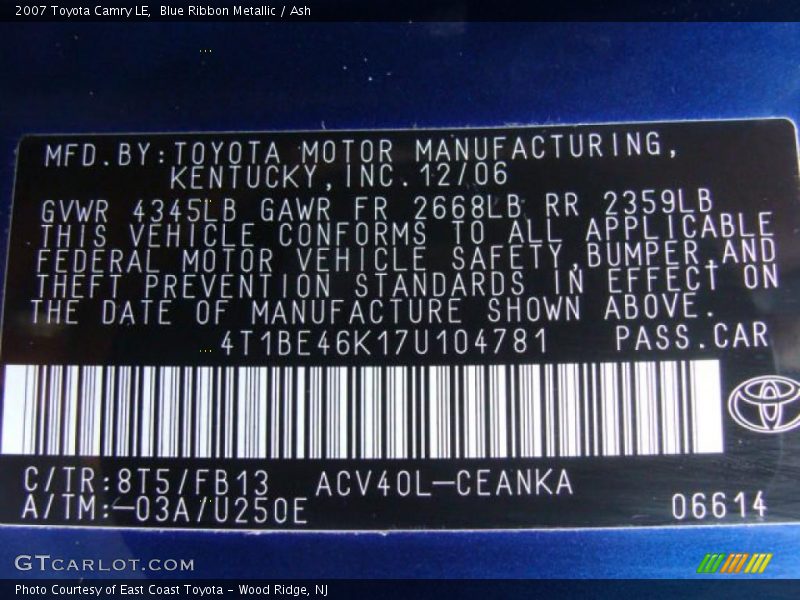 2007 Toyota Camry LE,  Blue Ribbon Metallic / Ash
MFD.BY:TOYOTA MOTOR MANUFACTURING,
KENTUCKY,INC.12/06
GVWR 4345LB GAWR FR 2668LB RR 2359LB
THIS VEHICLE CONFORMS TO ALL APPLICABLE
FEDERAL MOTOR VEHICLE SAFETY,BUMPER,AND
THEFT PREVENTION STANDARDS IN EFFECT ON
THE DATE OF MANUFACTURE SHOWN ABOVE.
4T1BE46K17U104781 PASS.CAR
C/TR:8T5/FB13 ACV40L-CEANKA
A/TM:-03A/U250E 06614
GTCARLOT.COM
Photo Courtesy of East Coast Toyota - Wood Ridge, NJ